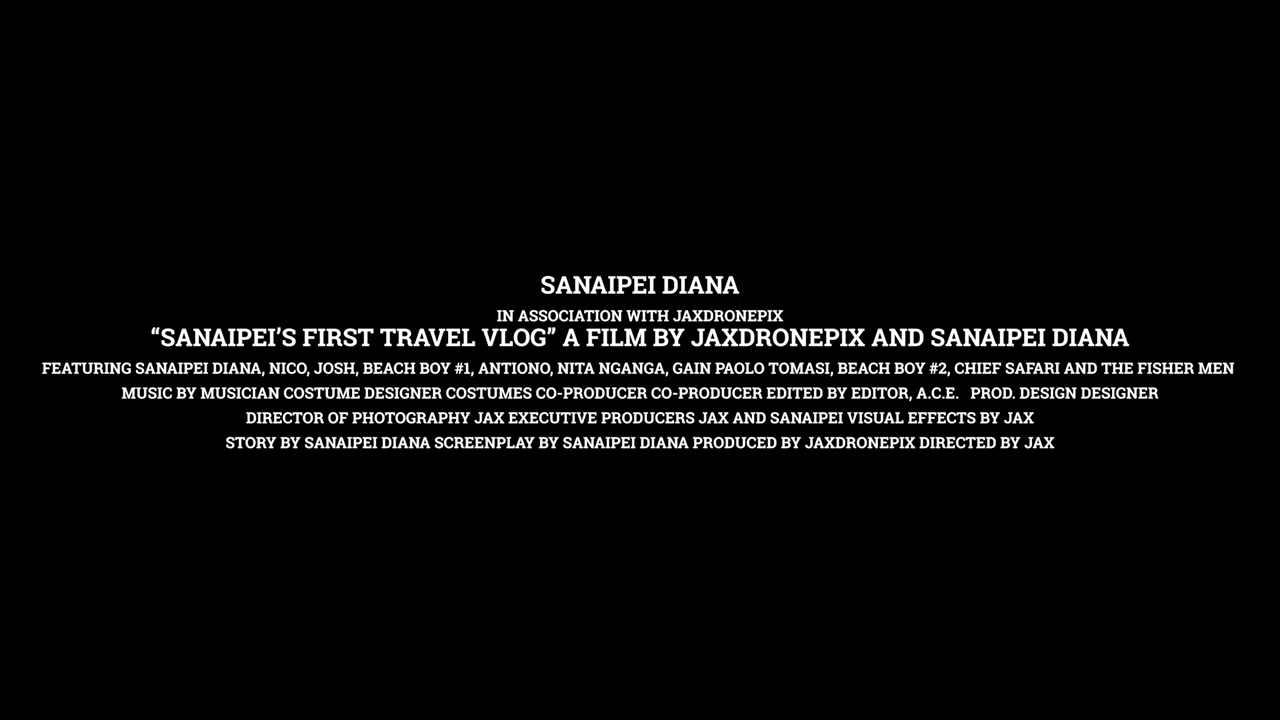 SANAIPEI DIANA
IN ASSOCIATION WITH JAXDRONEPIX
“SANAIPEI’S FIRST TRAVEL VLOG” A FILM BY JAXDRONEPIX AND SANAIPEI DIANA
FEATURING SANAIPEI DIANA, NICO, JOSH, BEACH BOY #1, ANTIONO, NITA NGANGA, GAIN PAOLO TOMASI, BEACH BOY #2, CHIEF SAFARI AND THE FISHER MEN
MUSIC BY MUSICIAN COSTUME DESIGNER COSTUMES CO-PRODUCER CO-PRODUCER EDITED BY EDITOR, A.C.E. PROD. DESIGN DESIGNER
DIRECTOR OF PHOTOGRAPHY JAX EXECUTIVE PRODUCERS JAX AND SANAIPEI VISUAL EFFECTS BY JAX
STORY BY SANAIPEI DIANA SCREENPLAY BY SANAIPEI DIANA PRODUCED BY JAXDRONEPIX DIRECTED BY JAX